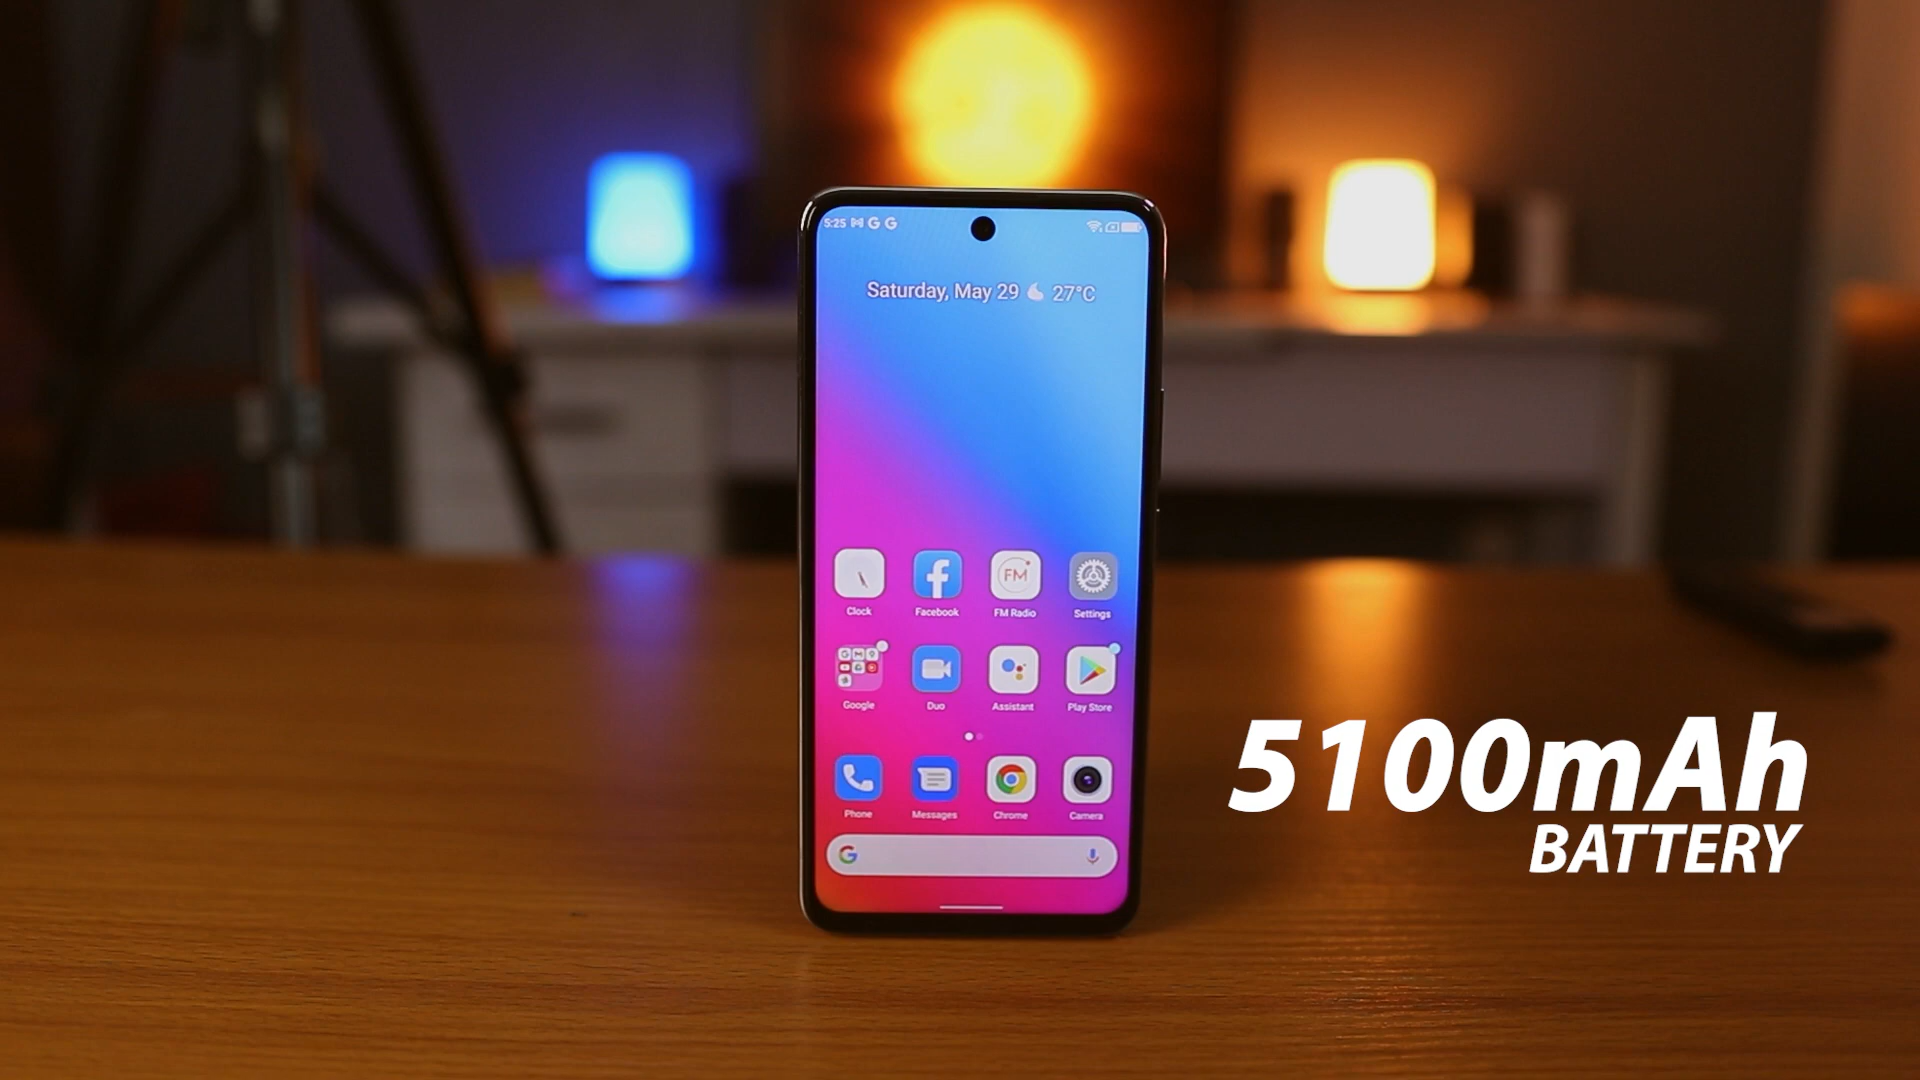 5:25
Saturday, May 29 27°C
Clock Facebook FM Radio Settings
FM
Google Duo Assistant Play Store
Phone Messages Chrome Camera
5100mAh
BATTERY